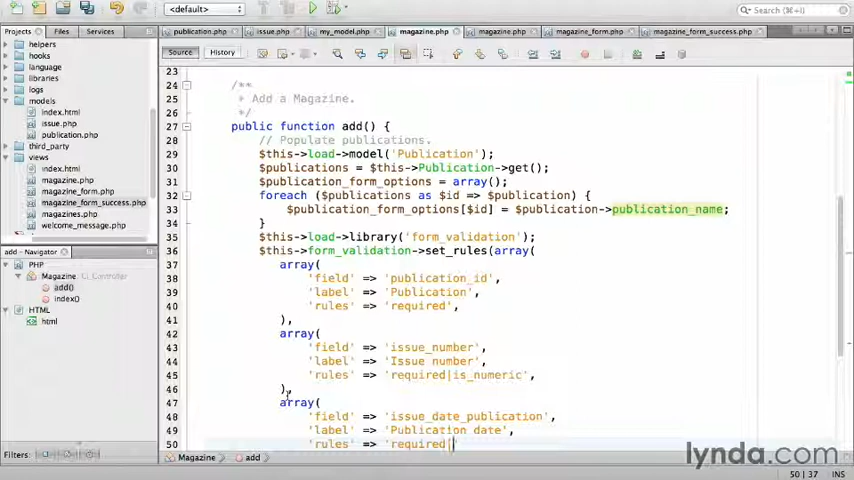 <default>
Search (⌘+I)
Projects Files Services
publication.php issue.php my_model.php magazine.php magazine.php magazine_form.php magazine_form_success.php
Source History
helpers
hooks
language
libraries
logs
models
index.html
issue.php
publication.php
third_party
views
index.html
magazine.php
magazine_form.php
magazine_form_success.php
magazines.php
welcome_message.php
add - Navigator
PHP
Magazine CI_Controller
add()
index()
HTML
html
Filters:
23
24 /**
25 * Add a Magazine.
26 */
27 public function add() {
28 // Populate publications.
29 $this->load->model('Publication');
30 $publications = $this->Publication->get();
31 $publication_form_options = array();
32 foreach ($publications as $id => $publication) {
33 $publication_form_options[$id] = $publication->publication_name;
34 }
35 $this->load->library('form_validation');
36 $this->form_validation->set_rules(array(
37 array(
38 'field' => 'publication_id',
39 'label' => 'Publication',
40 'rules' => 'required',
41 ),
42 array(
43 'field' => 'issue_number',
44 'label' => 'Issue number',
45 'rules' => 'required|is_numeric',
46 ),
47 array(
48 'field' => 'issue_date_publication',
49 'label' => 'Publication date',
50 'rules' => 'required|'
Magazine add
lynda.com
50 | 37 INS